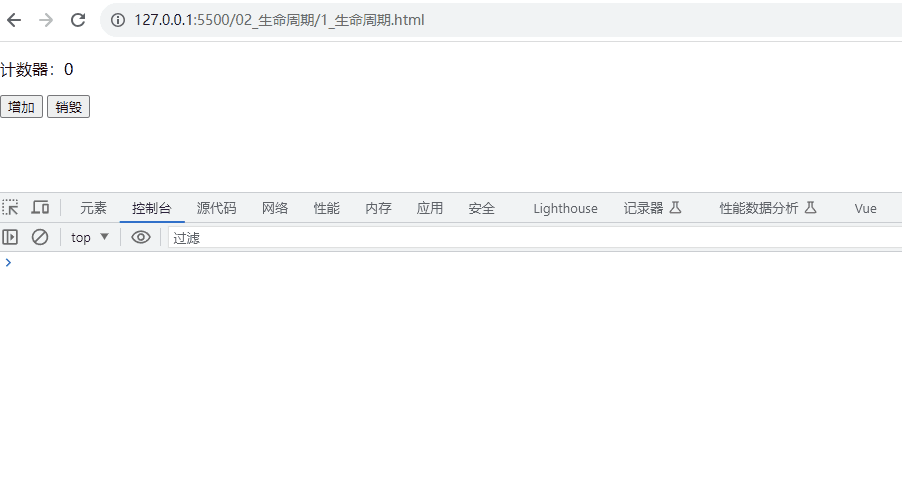 127.0.0.1:5500/02_生命周期/1_生命周期.html
计数器：0
增加 销毁
元素 控制台 源代码 网络 性能 内存 应用 安全 Lighthouse 记录器 性能数据分析 Vue
top 过滤